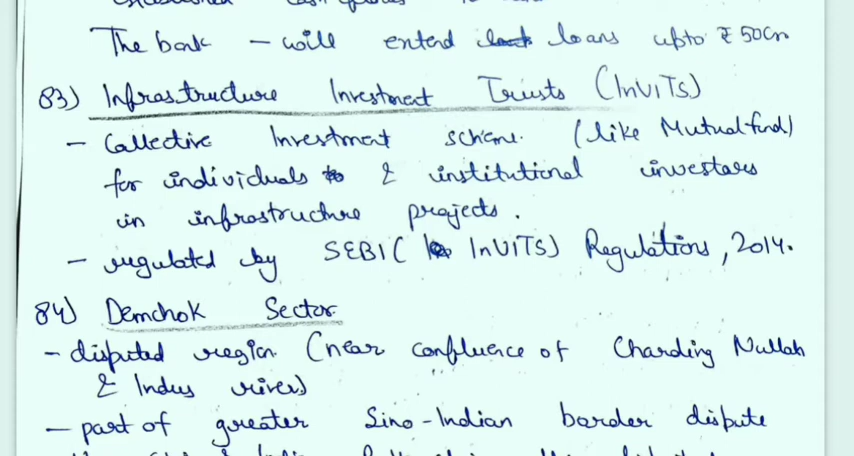 The bank - will extend loans upto ₹ 50Cr
83) Infrastructure Investment Trusts (InVITs)
- Collective Investment scheme. (like Mutual fund)
for individuals & institutional investors
in infrastructure projects.
- regulated by SEBI ( InVITs) Regulations, 2014.
84) Demchok Sector
- disputed region (near confluence of Charding Nullah
& Indus river)
- part of greater Sino-Indian border dispute